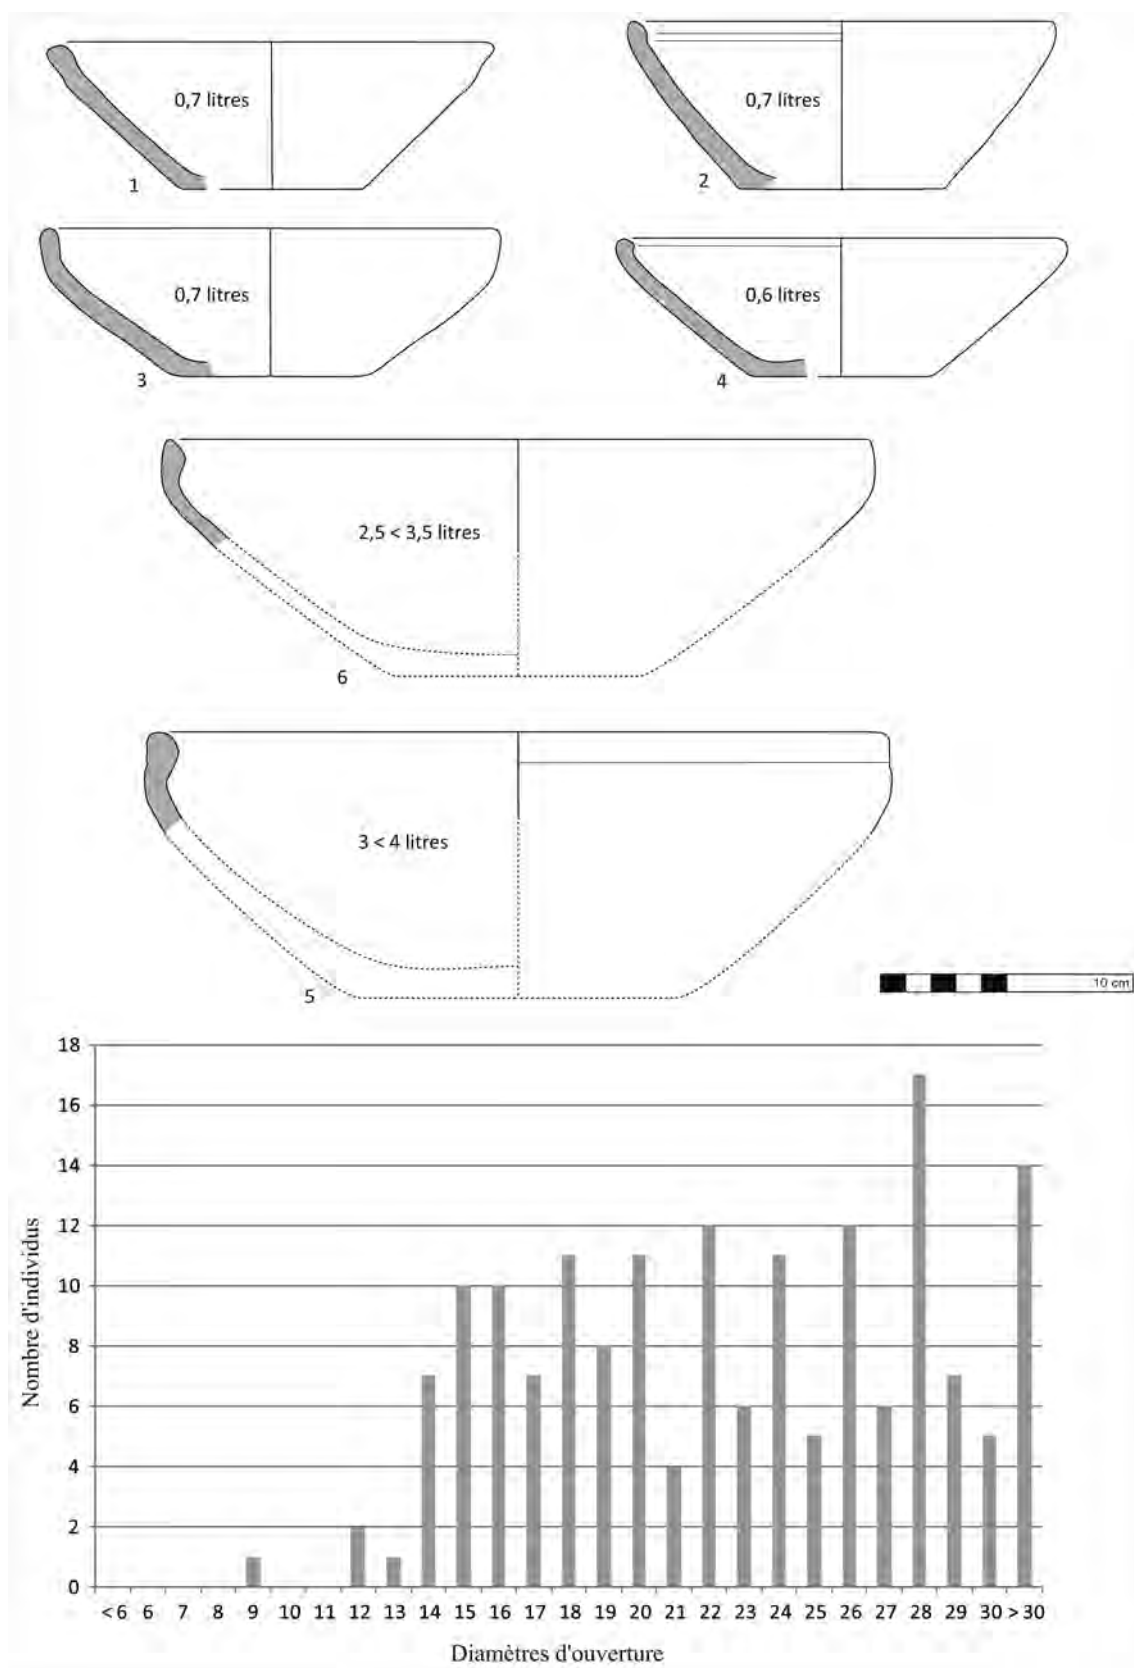 0,7 litres
1
0,7 litres
2
0,7 litres
3
0,6 litres
4
2,5 < 3,5 litres
6
3 < 4 litres
5
10 cm
18
16
14
12
10
8
6
4
2
0
Nombre d'individus
<6 6 7 8 9 10 11 12 13 14 15 16 17 18 19 20 21 22 23 24 25 26 27 28 29 30 >30
Diamètres d'ouverture